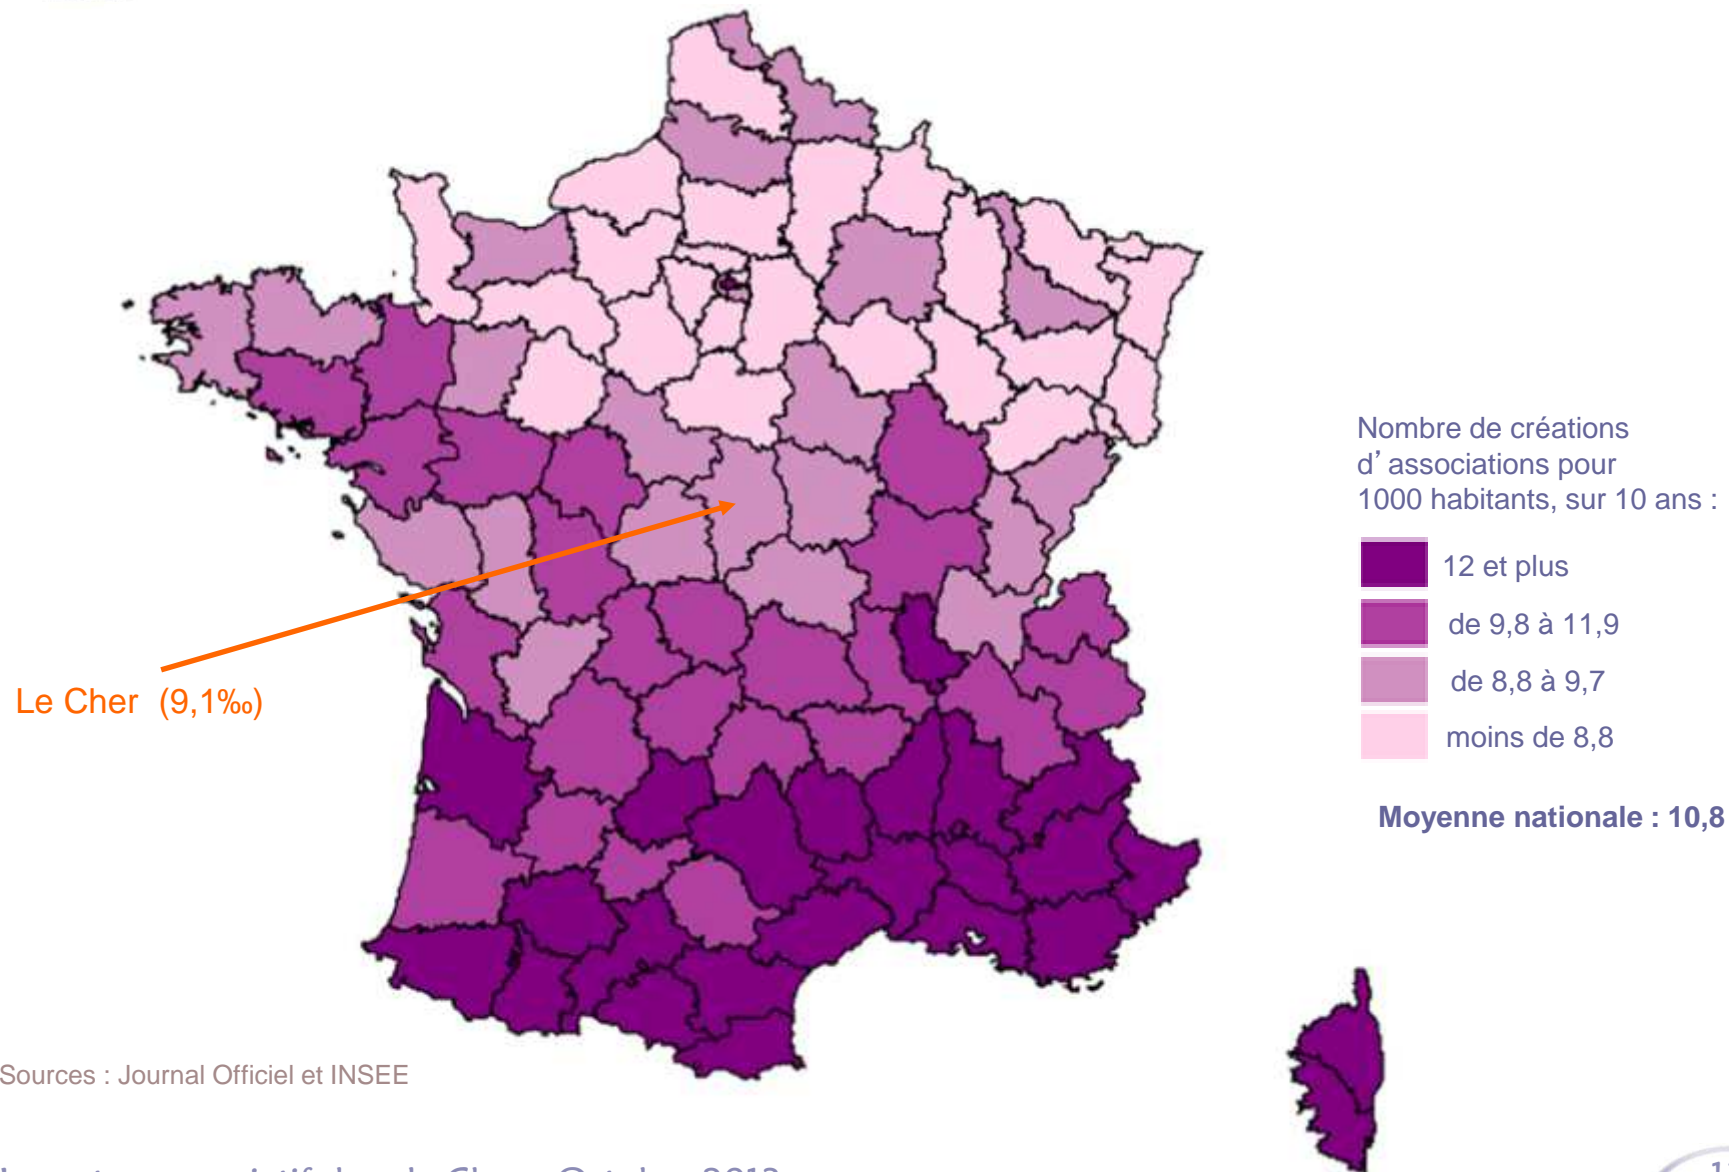 Nombre de créations
d’associations pour
1000 habitants, sur 10 ans :
12 et plus
de 9,8 à 11,9
de 8,8 à 9,7
moins de 8,8
Moyenne nationale : 10,8
Le Cher (9,1‰)
Sources : Journal Officiel et INSEE